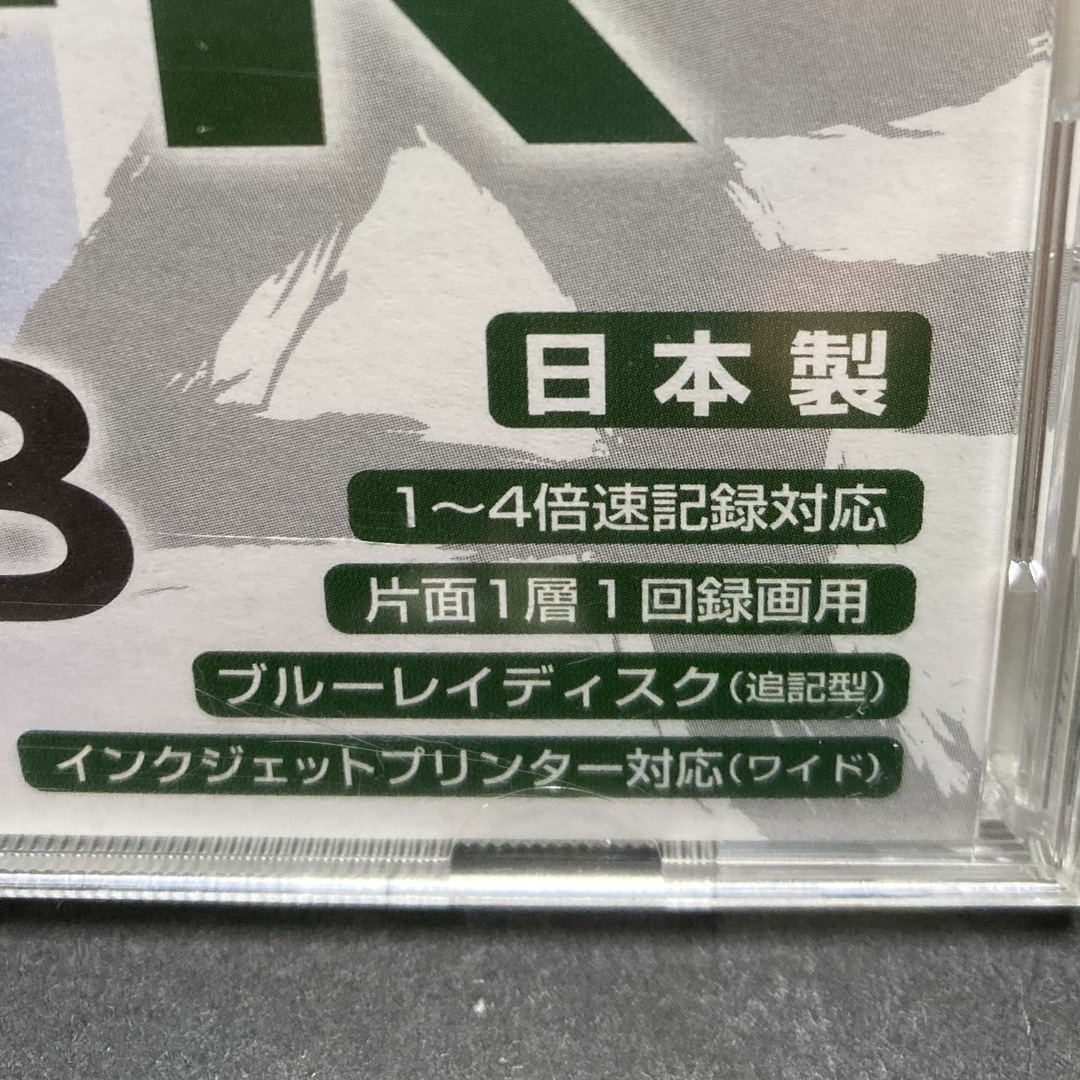 R
B
日本製
1～4倍速記録対応
片面1層1回録画用
ブルーレイディスク(追記型)
インクジェットプリンター対応(ワイド)